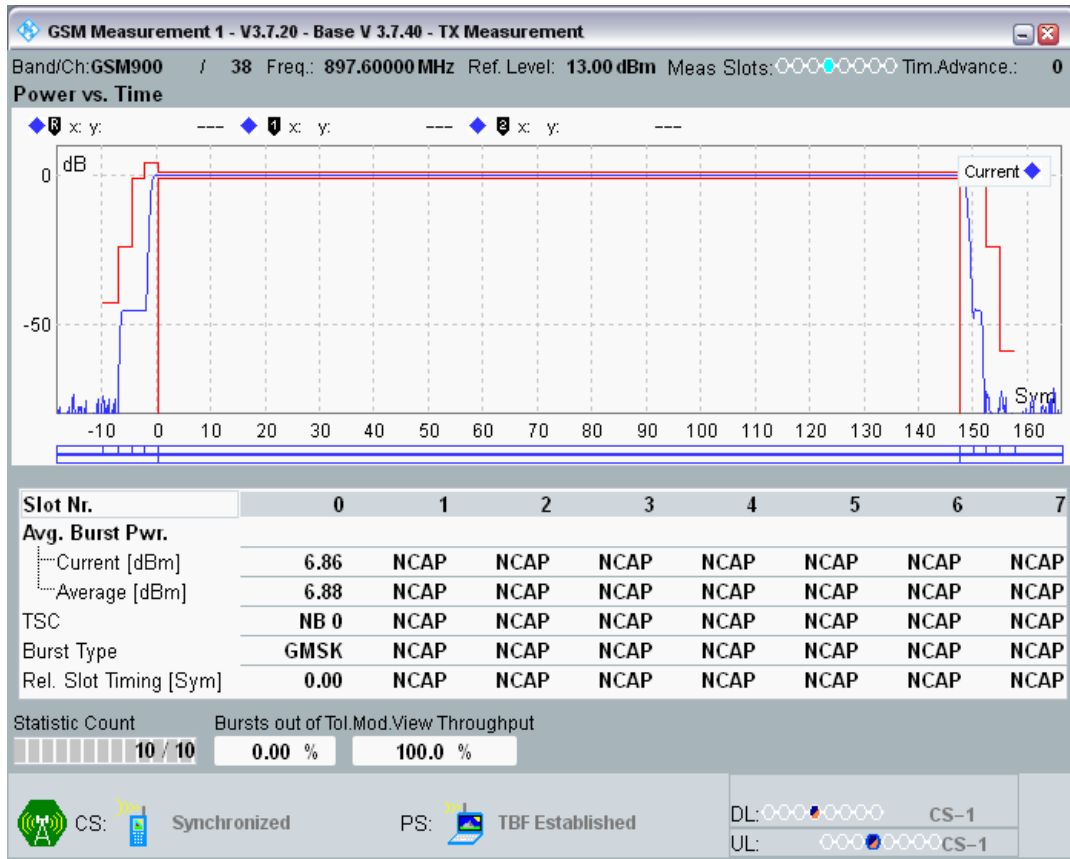 GSM Measurement 1 - V3.7.20 - Base V 3.7.40 - TX Measurement
Band/Ch:GSM900 / 38 Freq.: 897.60000 MHz Ref. Level: 13.00 dBm Meas Slots: Tim.Advance.: 0
Power vs. Time
R x: y: --- 1 x: y: --- 2 x: y: ---
dB
0
Current
-50
Sym
-10 0 10 20 30 40 50 60 70 80 90 100 110 120 130 140 150 160
Slot Nr. 0 1 2 3 4 5 6 7
Avg. Burst Pwr.
Current [dBm] 6.86 NCAP NCAP NCAP NCAP NCAP NCAP NCAP
Average [dBm] 6.88 NCAP NCAP NCAP NCAP NCAP NCAP NCAP
TSC NB 0 NCAP NCAP NCAP NCAP NCAP NCAP NCAP
Burst Type GMSK NCAP NCAP NCAP NCAP NCAP NCAP NCAP
Rel. Slot Timing [Sym] 0.00 NCAP NCAP NCAP NCAP NCAP NCAP NCAP
Statistic Count Bursts out of Tol.Mod.View Throughput
10 / 10 0.00 % 100.0 %
CS: Synchronized PS: TBF Established
DL: CS-1
UL: CS-1